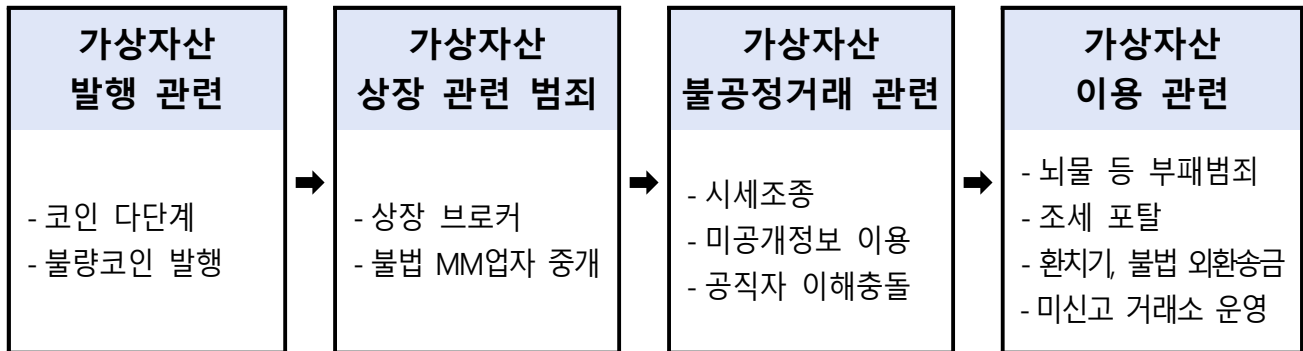 가상자산
발행 관련
- 코인 다단계
- 불량코인 발행
가상자산
상장 관련 범죄
- 상장 브로커
- 불법 MM업자 중개
가상자산
불공정거래 관련
- 시세조종
- 미공개정보 이용
- 공직자 이해충돌
가상자산
이용 관련
- 뇌물 등 부패범죄
- 조세 포탈
- 환치기, 불법 외환송금
- 미신고 거래소 운영